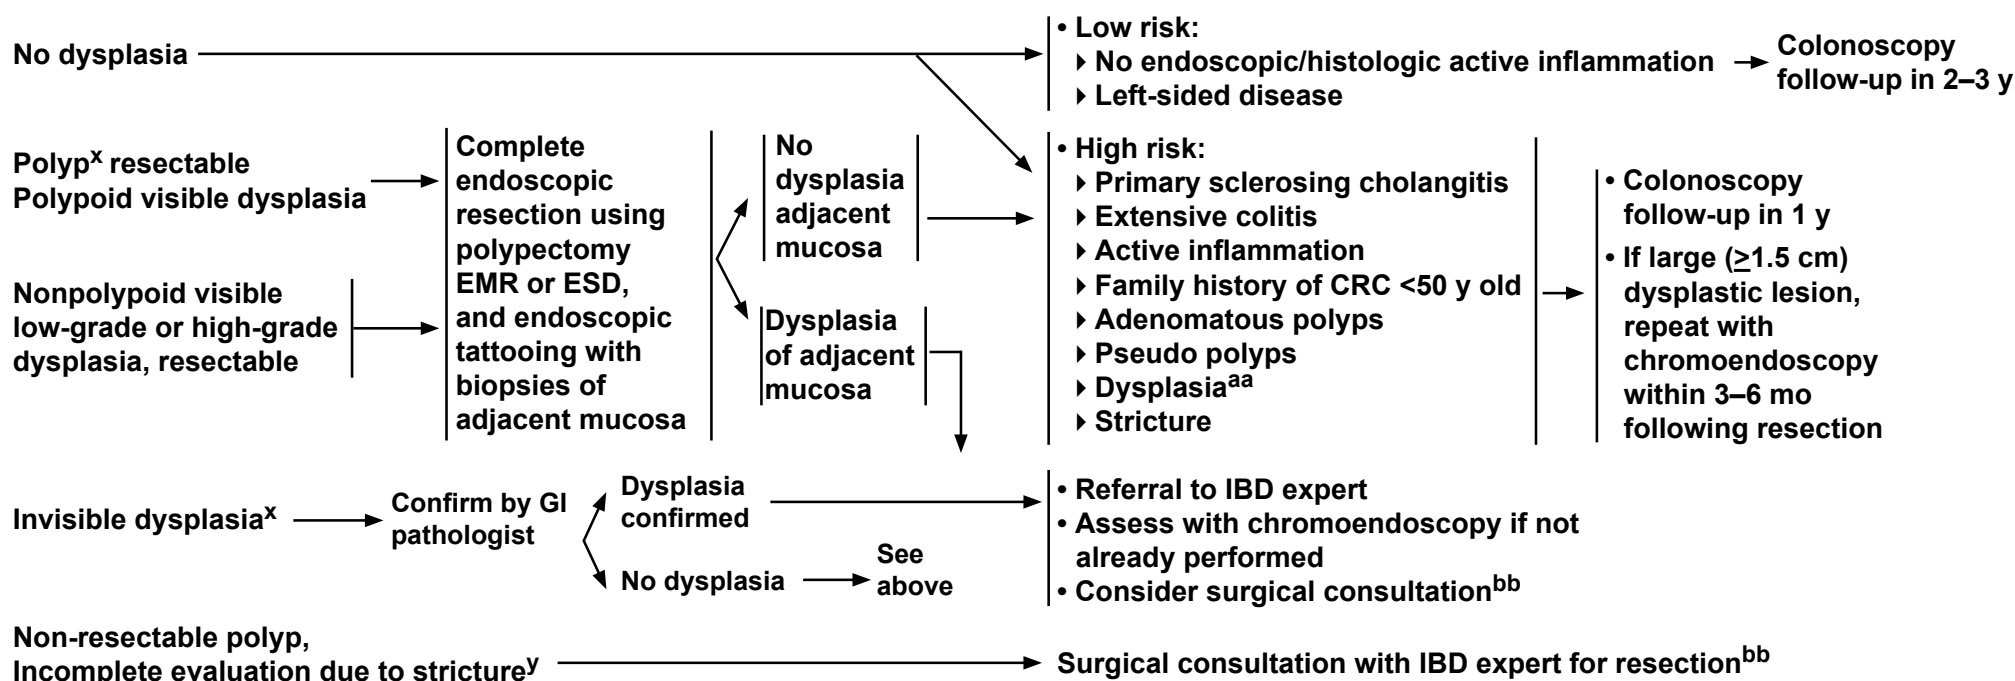 No dysplasia
• Low risk:
▸ No endoscopic/histologic active inflammation
▸ Left-sided disease
Colonoscopy
follow-up in 2–3 y
Polypx resectable
Polypoid visible dysplasia
Nonpolypoid visible
low-grade or high-grade
dysplasia, resectable
Complete
endoscopic
resection using
polypectomy
EMR or ESD,
and endoscopic
tattooing with
biopsies of
adjacent mucosa
No
dysplasia
adjacent
mucosa
Dysplasia
of adjacent
mucosa
• High risk:
▸ Primary sclerosing cholangitis
▸ Extensive colitis
▸ Active inflammation
▸ Family history of CRC <50 y old
▸ Adenomatous polyps
▸ Pseudo polyps
▸ Dysplasiaaa
▸ Stricture
• Colonoscopy
follow-up in 1 y
• If large (≥1.5 cm)
dysplastic lesion,
repeat with
chromoendoscopy
within 3–6 mo
following resection
Invisible dysplasiax
Confirm by GI
pathologist
Dysplasia
confirmed
No dysplasia
See
above
• Referral to IBD expert
• Assess with chromoendoscopy if not
already performed
• Consider surgical consultationbb
Non-resectable polyp,
Incomplete evaluation due to stricturey
Surgical consultation with IBD expert for resectionbb